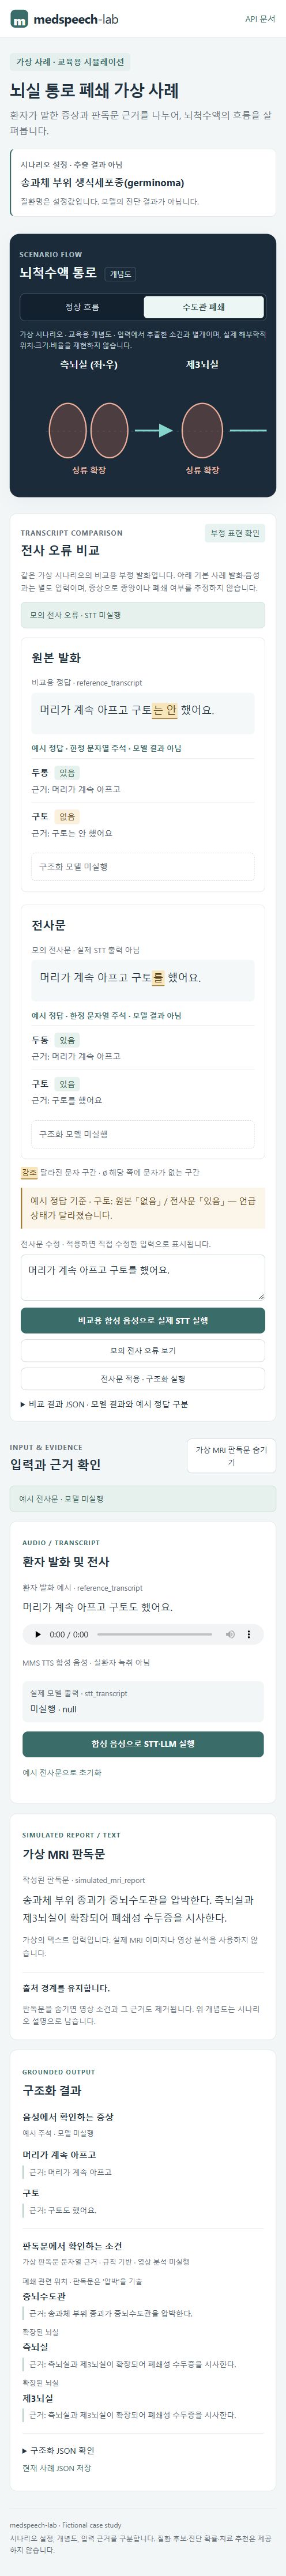 m medspeech-lab API 문서
가상 사례 · 교육용 시뮬레이션
뇌실 통로 폐쇄 가상 사례
환자가 말한 증상과 판독문 근거를 나누어, 뇌척수액의 흐름을 살
펴봅니다.
시나리오 설정 · 추출 결과 아님
송과체 부위 생식세포종(germinoma)
질환명은 설정값입니다. 모델의 진단 결과가 아닙니다.
SCENARIO FLOW
뇌척수액 통로 개념도
정상 흐름 수도관 폐쇄
가상 시나리오 · 교육용 개념도 · 입력에서 추출한 소견과 별개이며, 실제 해부학적
위치·크기·비율을 재현하지 않습니다.
측뇌실 (좌·우) 제3뇌실
상류 확장 상류 확장
TRANSCRIPT COMPARISON
전사 오류 비교
부정 표현 확인
같은 가상 시나리오의 비교용 부정 발화입니다. 아래 기본 사례 발화·음성
과는 별도 입력이며, 증상으로 종양이나 폐쇄 여부를 추정하지 않습니다.
모의 전사 오류 · STT 미실행
원본 발화
비교용 정답 · reference_transcript
머리가 계속 아프고 구토는 안 했어요.
예시 정답 · 한정 문자열 주석 · 모델 결과 아님
두통 있음
근거: 머리가 계속 아프고
구토 없음
근거: 구토는 안 했어요
구조화 모델 미실행
전사문
모의 전사문 · 실제 STT 출력 아님
머리가 계속 아프고 구토를 했어요.
예시 정답 · 한정 문자열 주석 · 모델 결과 아님
두통 있음
근거: 머리가 계속 아프고
구토 있음
근거: 구토를 했어요
구조화 모델 미실행
강조 달라진 문자 구간 · ∅ 해당 쪽에 문자가 없는 구간
예시 정답 기준 · 구토: 원본 「없음」 / 전사문 「있음」 — 언급
상태가 달라졌습니다.
전사문 수정 · 적용하면 직접 수정한 입력으로 표시됩니다.
머리가 계속 아프고 구토를 했어요.
비교용 합성 음성으로 실제 STT 실행
모의 전사 오류 보기
전사문 적용 · 구조화 실행
▶ 비교 결과 JSON · 모델 결과와 예시 정답 구분
INPUT & EVIDENCE
입력과 근거 확인
가상 MRI 판독문 숨기
기
예시 전사문 · 모델 미실행
AUDIO / TRANSCRIPT
환자 발화 및 전사
환자 발화 예시 · reference_transcript
머리가 계속 아프고 구토도 했어요.
0:00 / 0:00
MMS TTS 합성 음성 · 실환자 녹취 아님
실제 모델 출력 · stt_transcript
미실행 · null
합성 음성으로 STT·LLM 실행
예시 전사문으로 초기화
SIMULATED REPORT / TEXT
가상 MRI 판독문
작성된 판독문 · simulated_mri_report
송과체 부위 종괴가 중뇌수도관을 압박한다. 측뇌실과
제3뇌실이 확장되어 폐쇄성 수두증을 시사한다.
가상의 텍스트 입력입니다. 실제 MRI 이미지나 영상 분석을 사용하지 않
습니다.
출처 경계를 유지합니다.
판독문을 숨기면 영상 소견과 그 근거도 제거됩니다. 위 개념도는 시나리
오 설명으로 남습니다.
GROUNDED OUTPUT
구조화 결과
음성에서 확인하는 증상
예시 주석 · 모델 미실행
머리가 계속 아프고
근거: 머리가 계속 아프고
구토
근거: 구토도 했어요.
판독문에서 확인하는 소견
가상 판독문 문자열 근거 · 규칙 기반 · 영상 분석 미실행
폐쇄 관련 위치 · 판독문은 '압박'을 기술
중뇌수도관
근거: 송과체 부위 종괴가 중뇌수도관을 압박한다.
확장된 뇌실
측뇌실
근거: 측뇌실과 제3뇌실이 확장되어 폐쇄성 수두증을 시사한다.
확장된 뇌실
제3뇌실
근거: 측뇌실과 제3뇌실이 확장되어 폐쇄성 수두증을 시사한다.
▶ 구조화 JSON 확인
현재 사례 JSON 저장
medspeech-lab · Fictional case study
시나리오 설정, 개념도, 입력 근거를 구분합니다. 질환 후보·진단 확률·치료 추천은 제공
하지 않습니다.